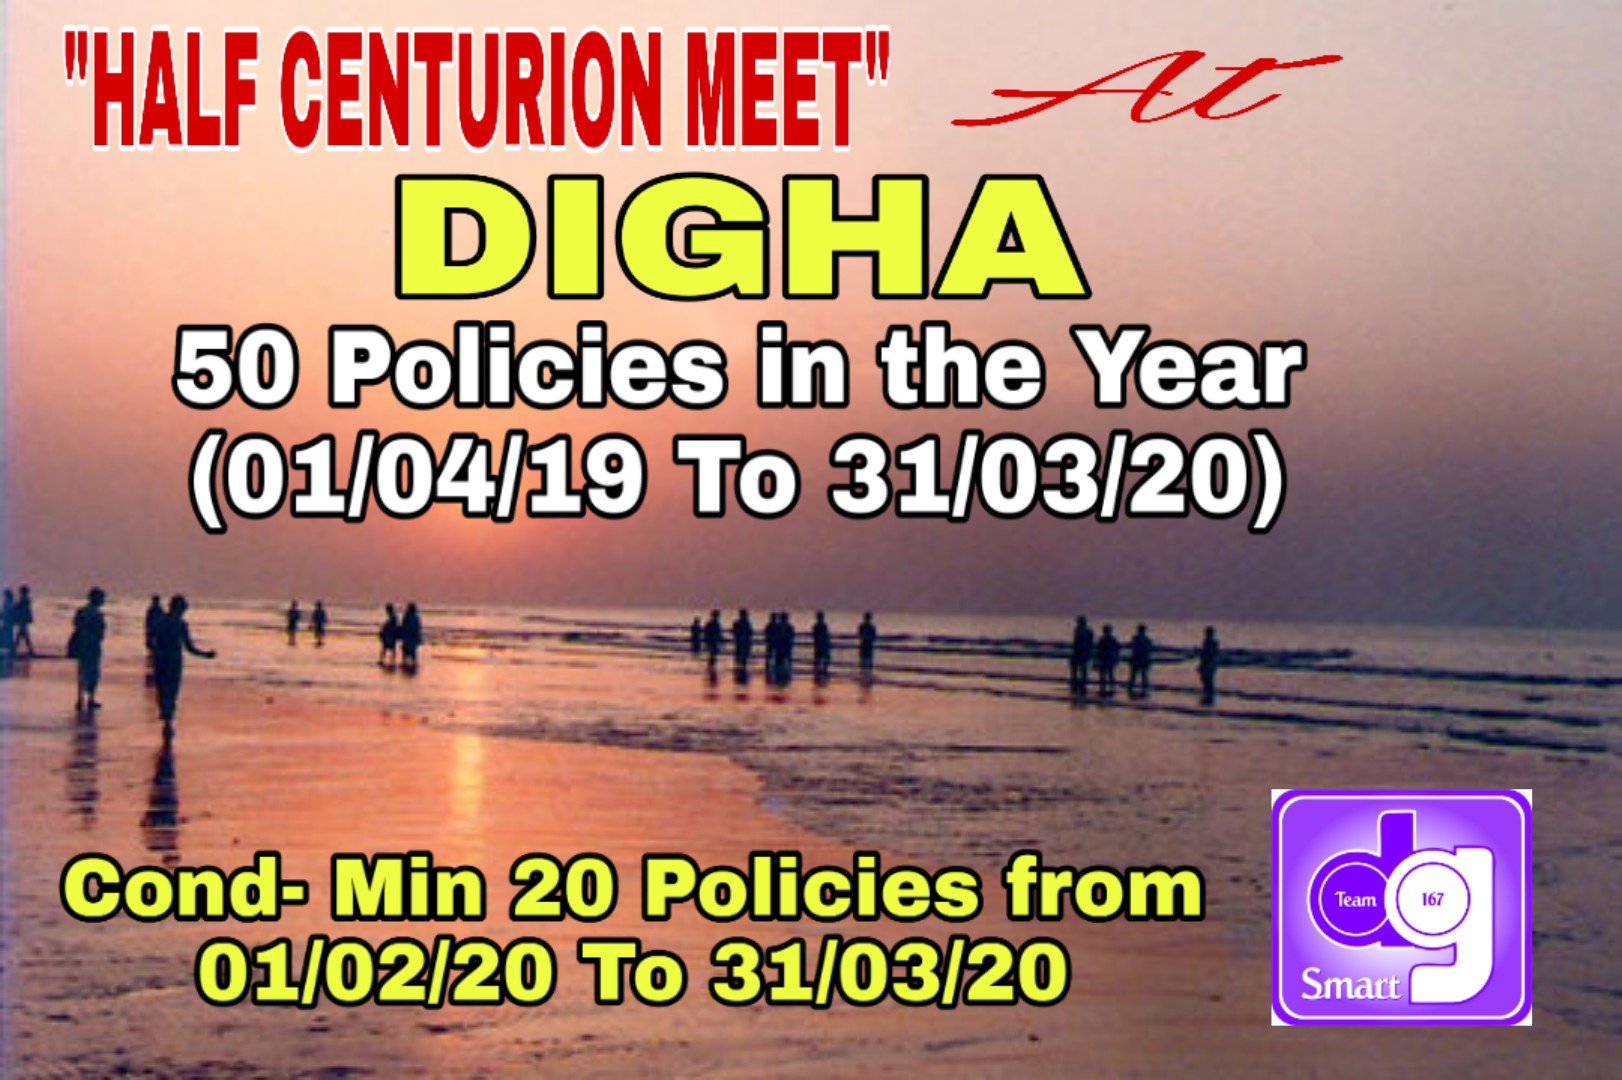 "HALF CENTURION MEET" At
DIGHA
50 Policies in the Year
(01/04/19 To 31/03/20)
Cond- Min 20 Policies from
01/02/20 To 31/03/20
dg
Team 167
Smart